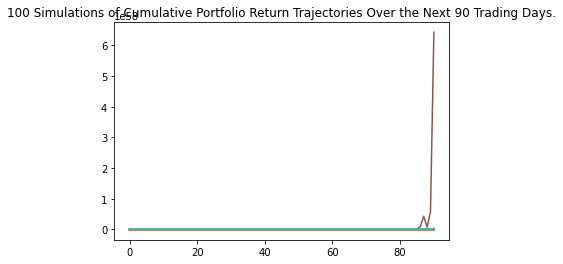 100 Simulations of Cumulative Portfolio Return Trajectories Over the Next 90 Trading Days.
1e58
6
5
4
3
2
1
0
0 20 40 60 80